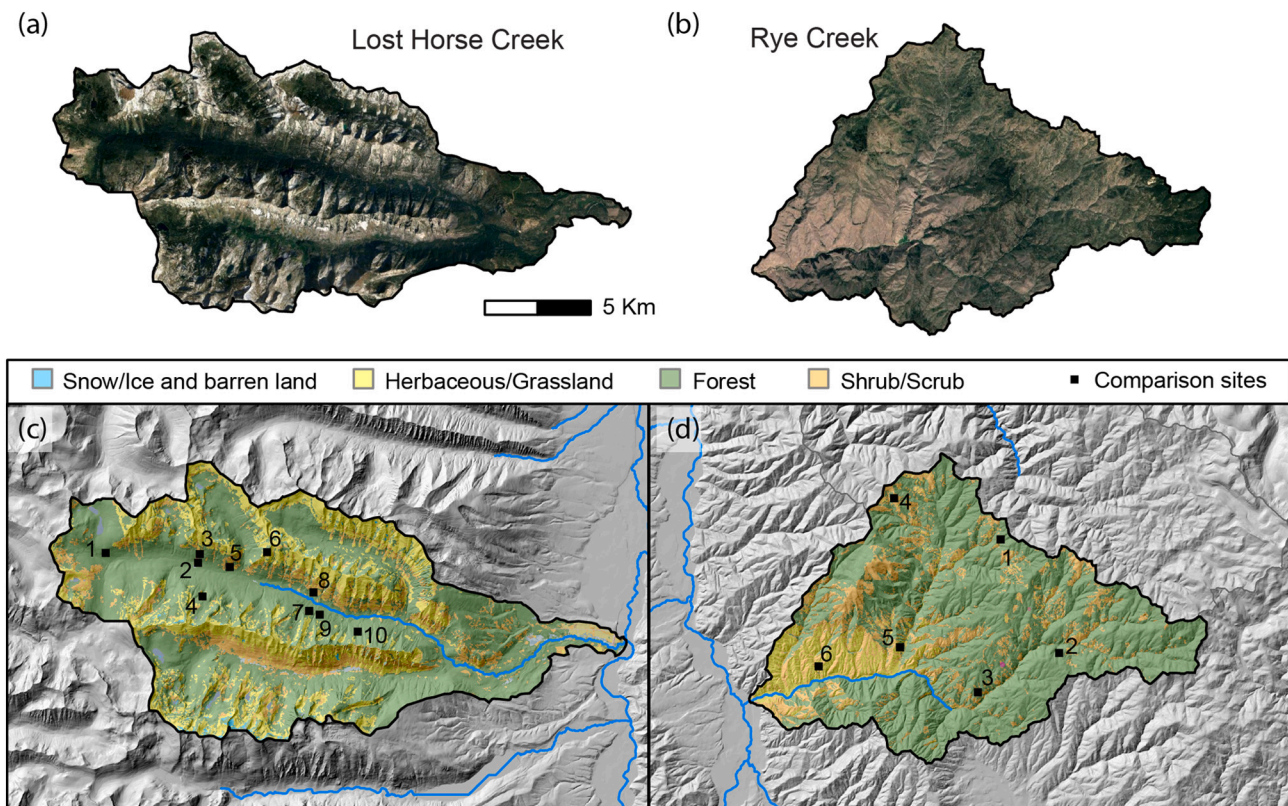 (a)
Lost Horse Creek
(b)
Rye Creek
5 Km
Snow/Ice and barren land
Herbaceous/Grassland
Forest
Shrub/Scrub
Comparison sites
(c)
1
2
3
4
5
6
7
8
9
10
(d)
4
1
5
2
6
3